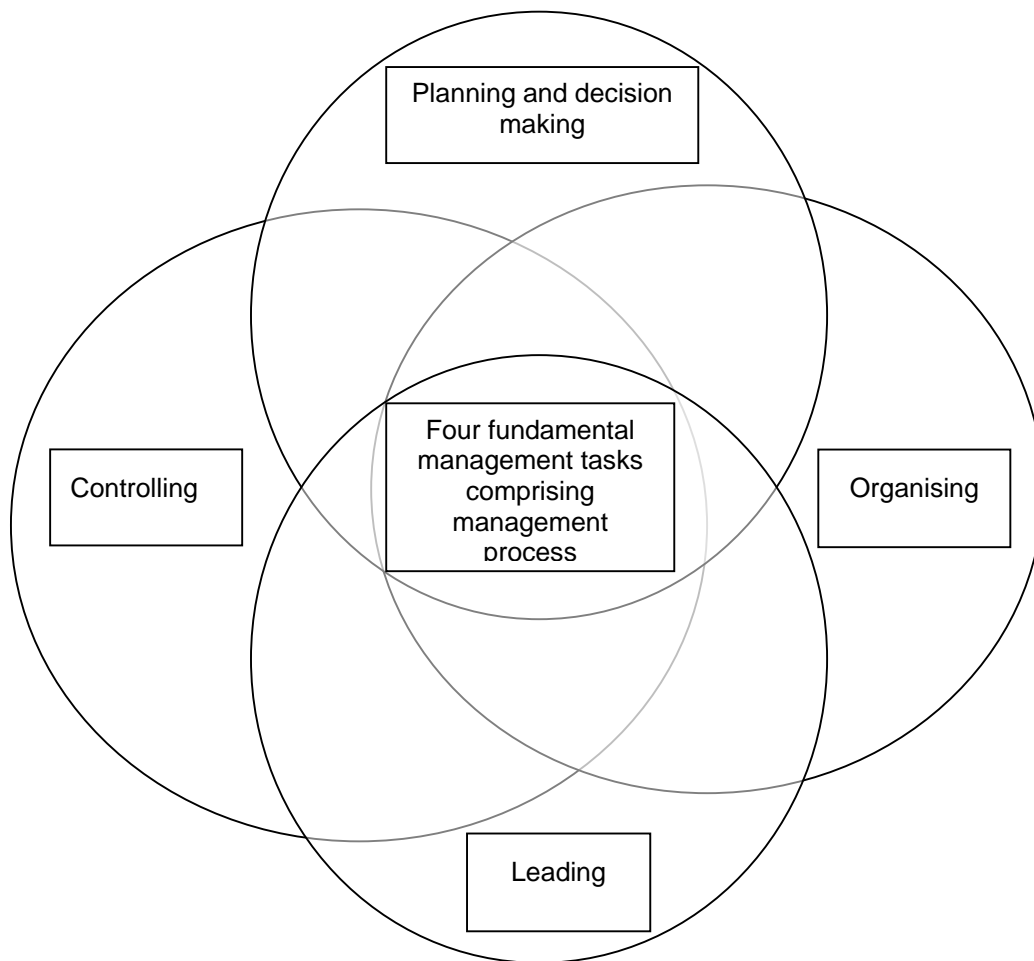 Planning and decision
making
Four fundamental
management tasks
comprising
management
process
Controlling
Organising
Leading